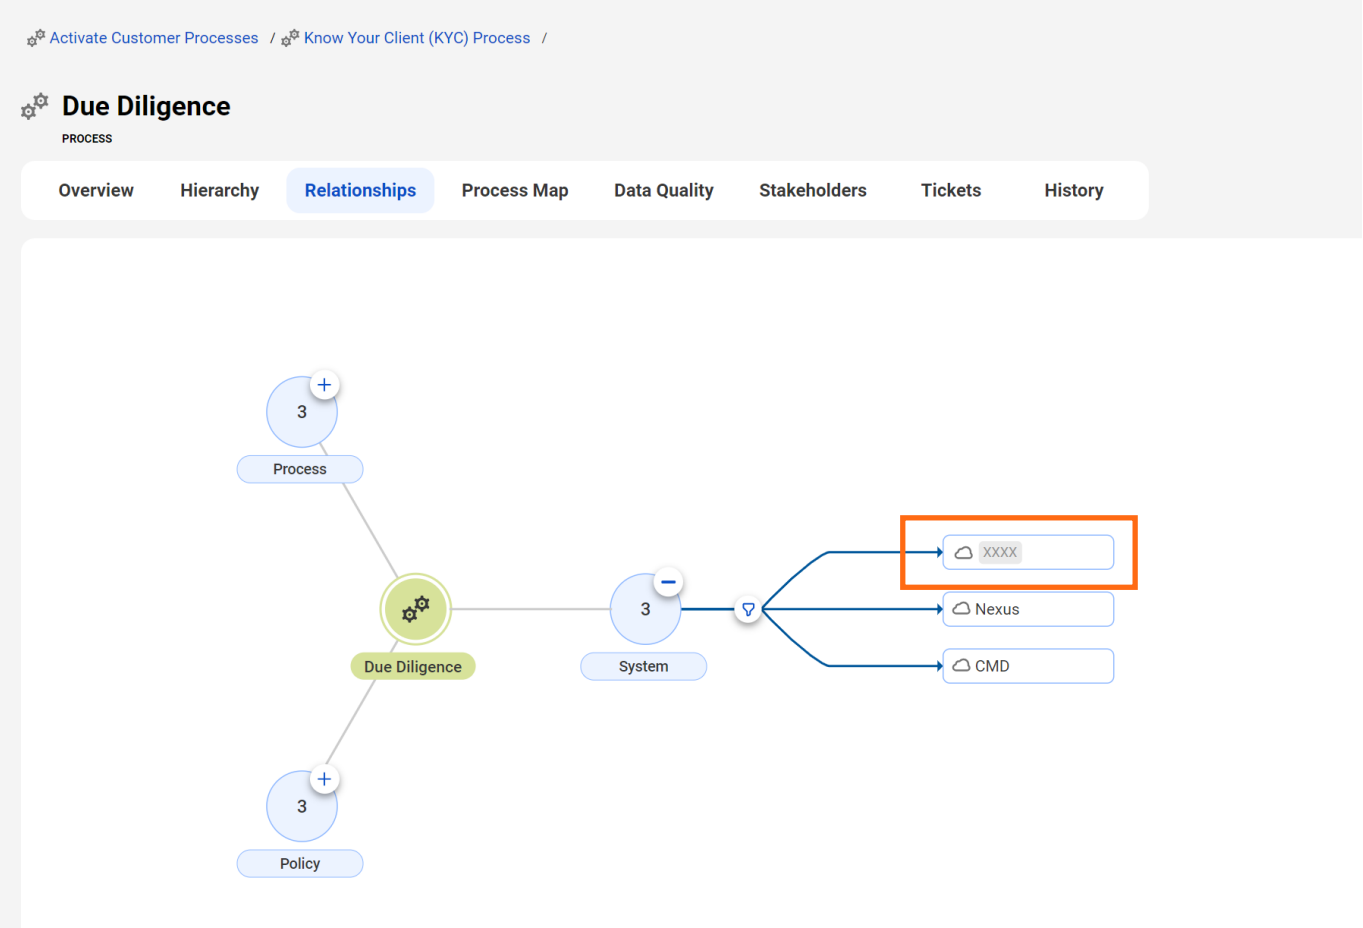 Activate Customer Processes / Know Your Client (KYC) Process /
Due Diligence
PROCESS
Overview Hierarchy Relationships Process Map Data Quality Stakeholders Tickets History
3
Process
XXXX
3
Nexus
Due Diligence
System
CMD
3
Policy